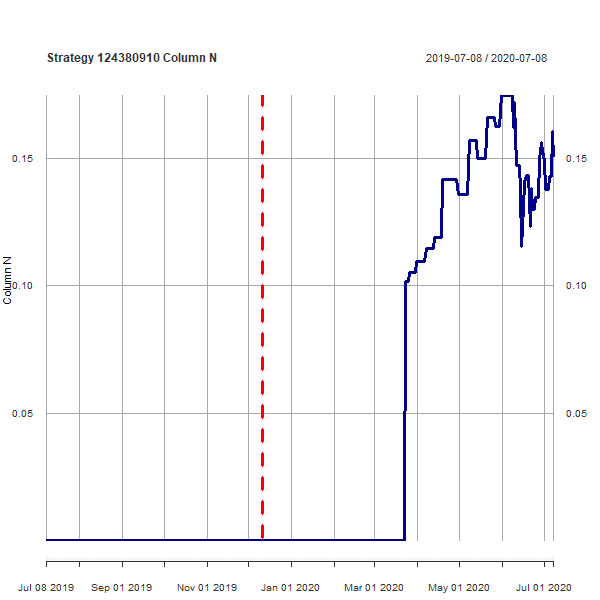 Strategy 124380910 Column N
2019-07-08 / 2020-07-08
Column N
0.15
0.10
0.05
0.15
0.10
0.05
Jul 08 2019
Sep 01 2019
Nov 01 2019
Jan 01 2020
Mar 01 2020
May 01 2020
Jul 01 2020